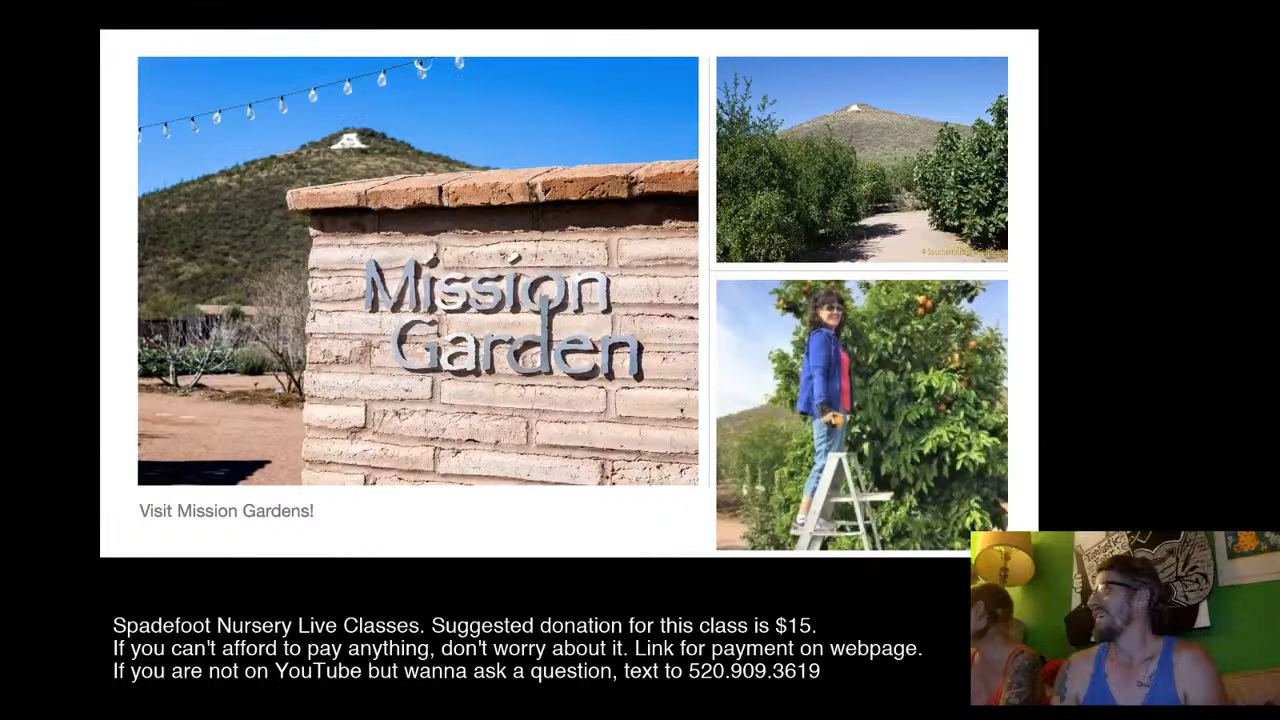 Mission
Garden
Visit Mission Gardens!
Spadefoot Nursery Live Classes. Suggested donation for this class is $15.
If you can't afford to pay anything, don't worry about it. Link for payment on webpage.
If you are not on YouTube but wanna ask a question, text to 520.909.3619